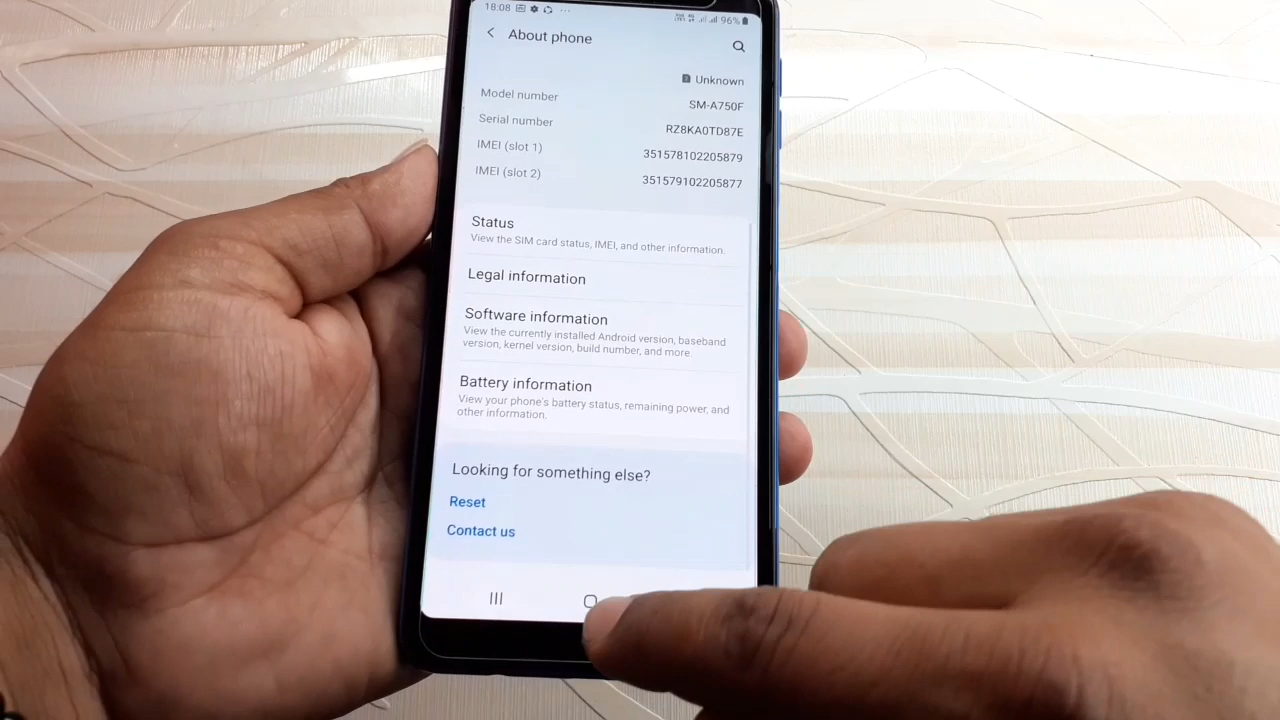 18:08 96%
About phone
Unknown
Model number SM-A750F
Serial number RZ8KA0TD87E
IMEI (slot 1) 351578102205879
IMEI (slot 2) 351579102205877
Status
View the SIM card status, IMEI, and other information.
Legal information
Software information
View the currently installed Android version, baseband
version, kernel version, build number, and more.
Battery information
View your phone's battery status, remaining power, and
other information.
Looking for something else?
Reset
Contact us